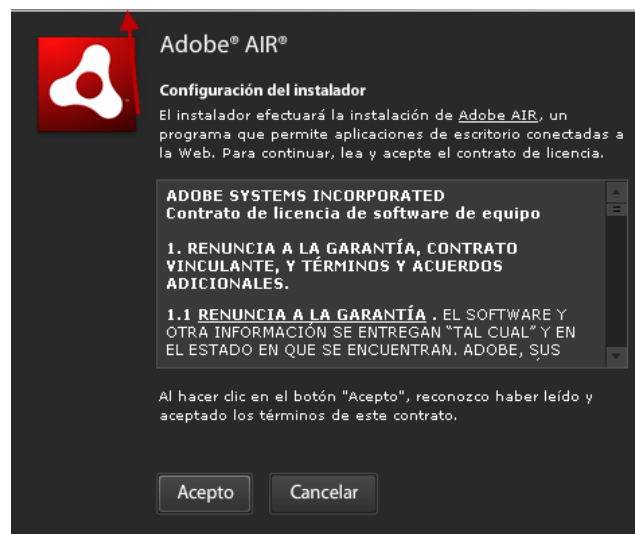 Adobe® AIR®
Configuración del instalador
El instalador efectuará la instalación de Adobe AIR, un
programa que permite aplicaciones de escritorio conectadas a
la Web. Para continuar, lea y acepte el contrato de licencia.
ADOBE SYSTEMS INCORPORATED
Contrato de licencia de software de equipo
1. RENUNCIA A LA GARANTÍA, CONTRATO
VINCULANTE, Y TÉRMINOS Y ACUERDOS
ADICIONALES.
1.1 RENUNCIA A LA GARANTÍA . EL SOFTWARE Y
OTRA INFORMACIÓN SE ENTREGAN "TAL CUAL" Y EN
EL ESTADO EN QUE SE ENCUENTRAN. ADOBE, SUS
Al hacer clic en el botón "Acepto", reconozco haber leído y
aceptado los términos de este contrato.
Acepto
Cancelar